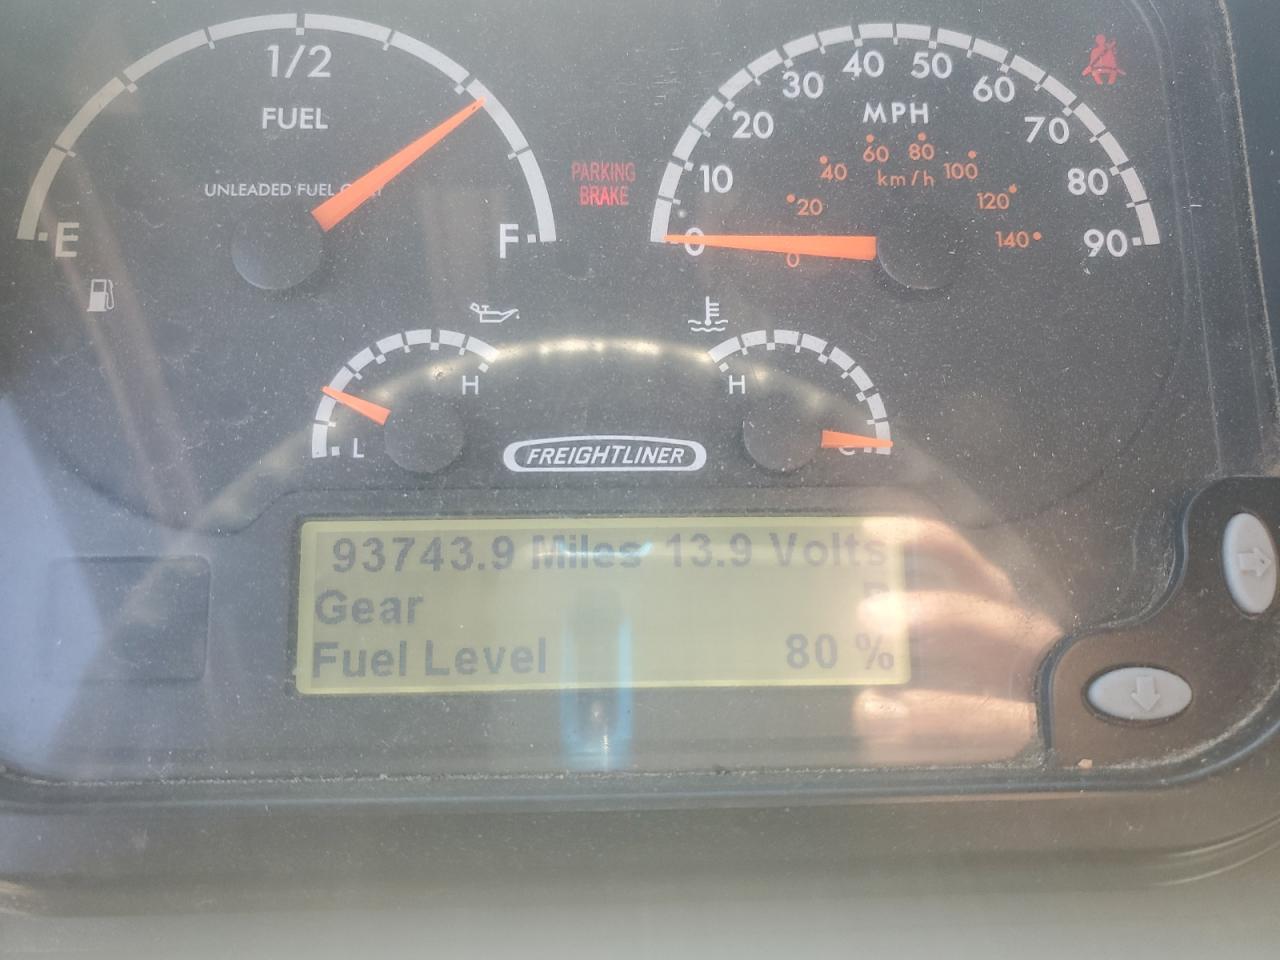 1/2
FUEL
UNLEADED FUEL
E
F
PARKING
BRAKE
0
10
20
30
40
50
60
70
80
90
MPH
0
20
40
60
80
100
120
140
km/h
L
H
H
C
FREIGHTLINER
93743.9 Miles 13.9 Volts
Gear P
Fuel Level 80 %